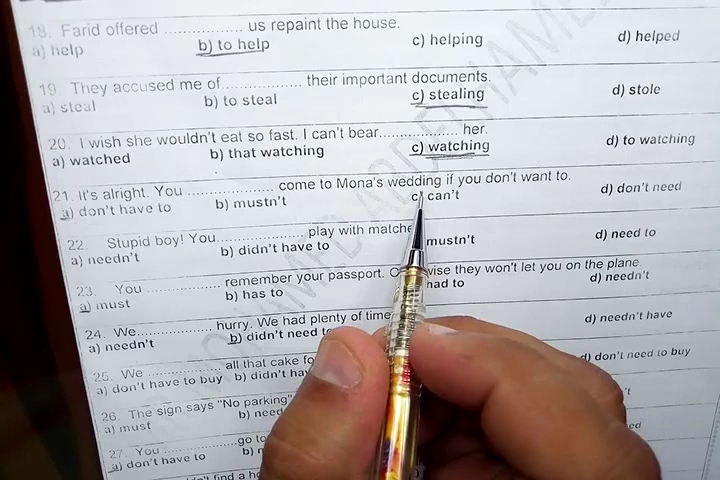 18. Farid offered ................ us repaint the house.
a) help b) to help c) helping d) helped
19 They accused me of ................ their important documents.
a) steal b) to steal c) stealing d) stole
20. I wish she wouldn't eat so fast. I can't bear................ her.
a) watched b) that watching c) watching d) to watching
21. It's alright. You ................ come to Mona's wedding if you don't want to.
a) don't have to b) mustn't c) can't d) don't need
22. Stupid boy! You................ play with
a) needn't b) didn't have to mustn't d) need to
23. You ................ remember your passport. they won't let you on the plane.
a) must b) has to had to d) needn't
24. We................ hurry. We had plenty of time
a) needn't b) didn't need d) needn't have
25. We ................ all that cake
a) don't have to buy b) didn't d) don't need to buy
26. The sign says "No parking"
a) must b)
27. You ................go to
a) don't have to b)
find a